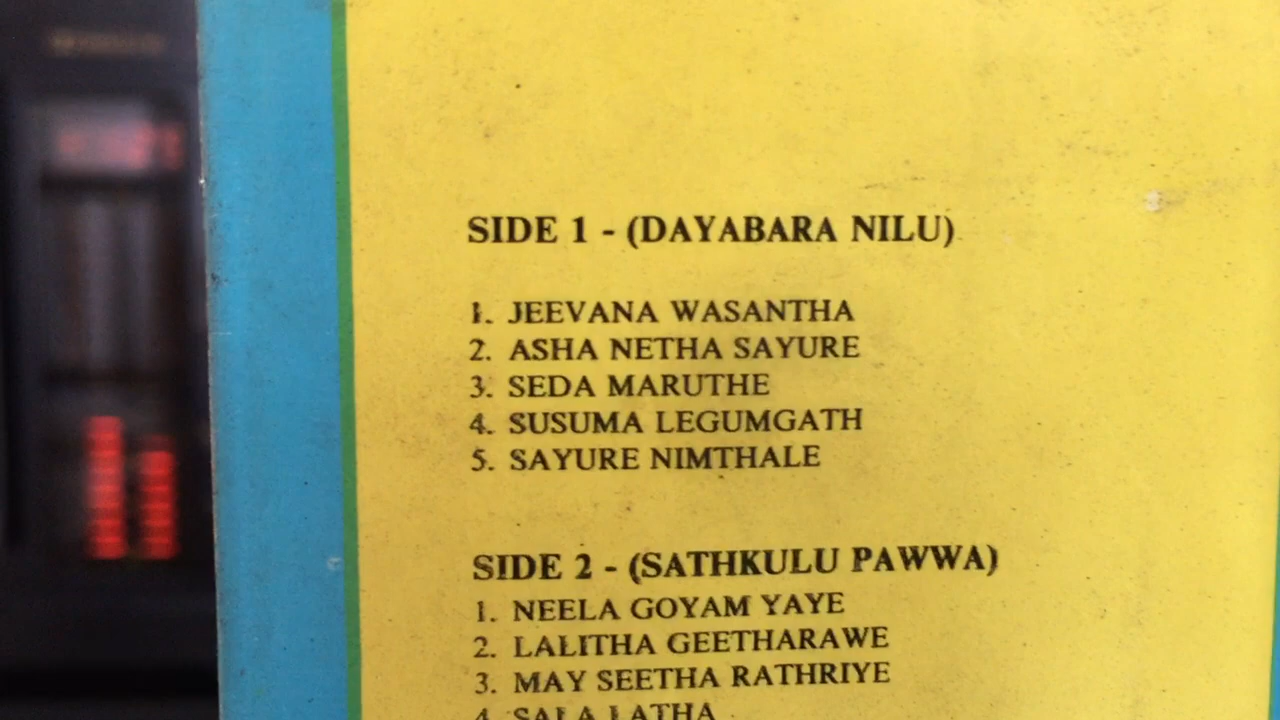 SIDE 1 - (DAYABARA NILU)
1. JEEVANA WASANTHA
2. ASHA NETHA SAYURE
3. SEDA MARUTHE
4. SUSUMA LEGUMGATH
5. SAYURE NIMTHALE
SIDE 2 - (SATHKULU PAWWA)
1. NEELA GOYAM YAYE
2. LALITHA GEETHARAWE
3. MAY SEETHA RATHRIYE
4. SALA LATHA